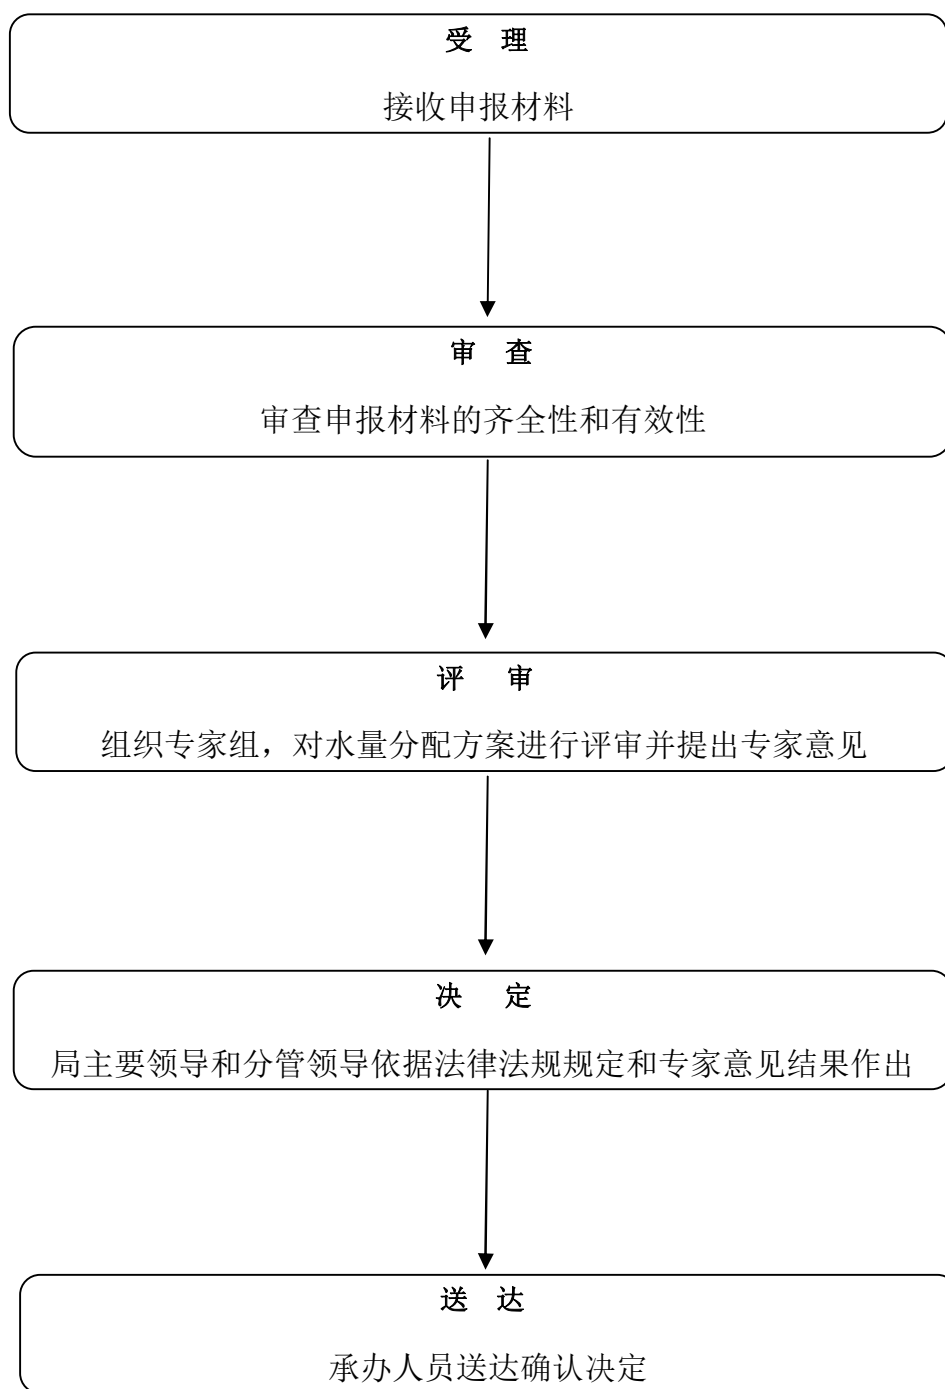 受 理
接收申报材料
审 查
审查申报材料的齐全性和有效性
评 审
组织专家组，对水量分配方案进行评审并提出专家意见
决 定
局主要领导和分管领导依据法律法规规定和专家意见结果作出
送 达
承办人员送达确认决定